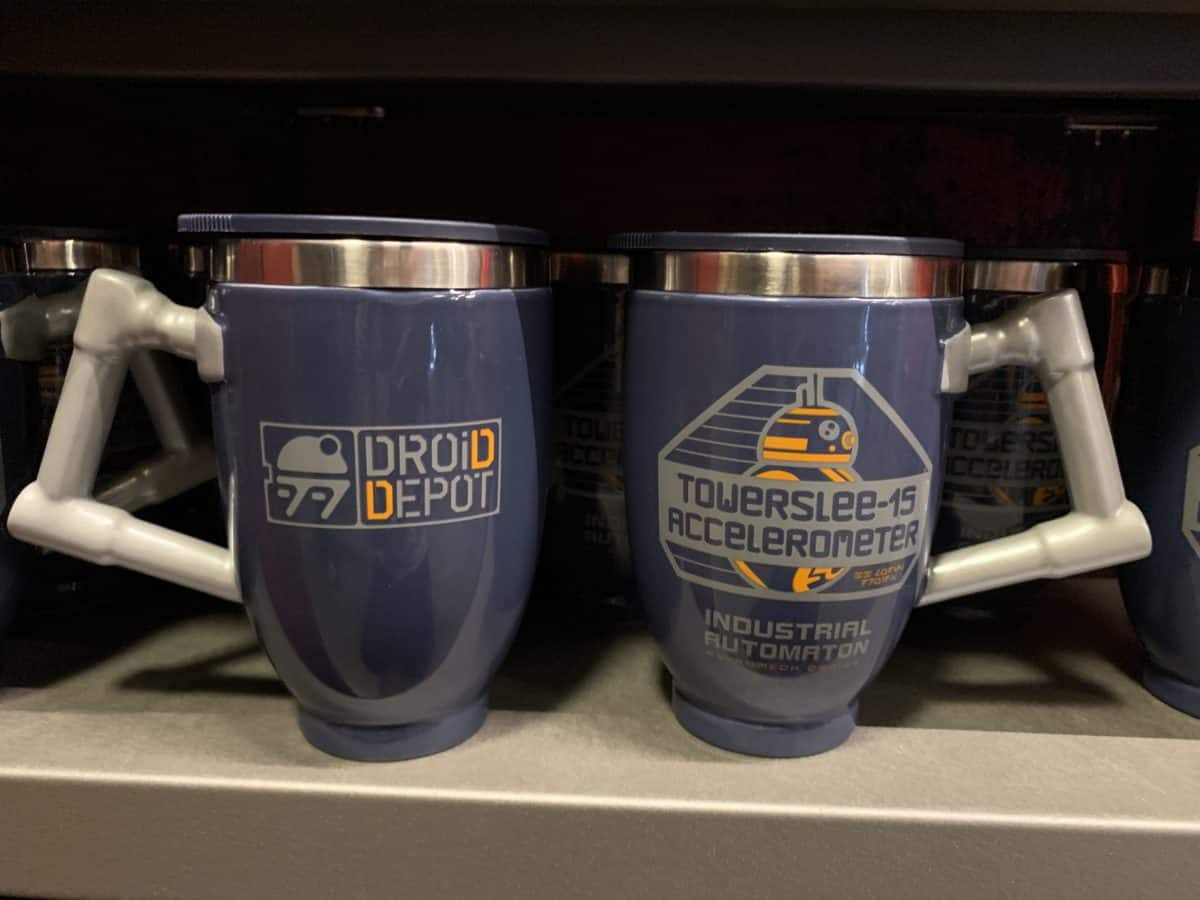 DROiD
DEPOT
TOWERSLEE-15
ACCELEROMETER
INDUSTRIAL
AUTOMATON